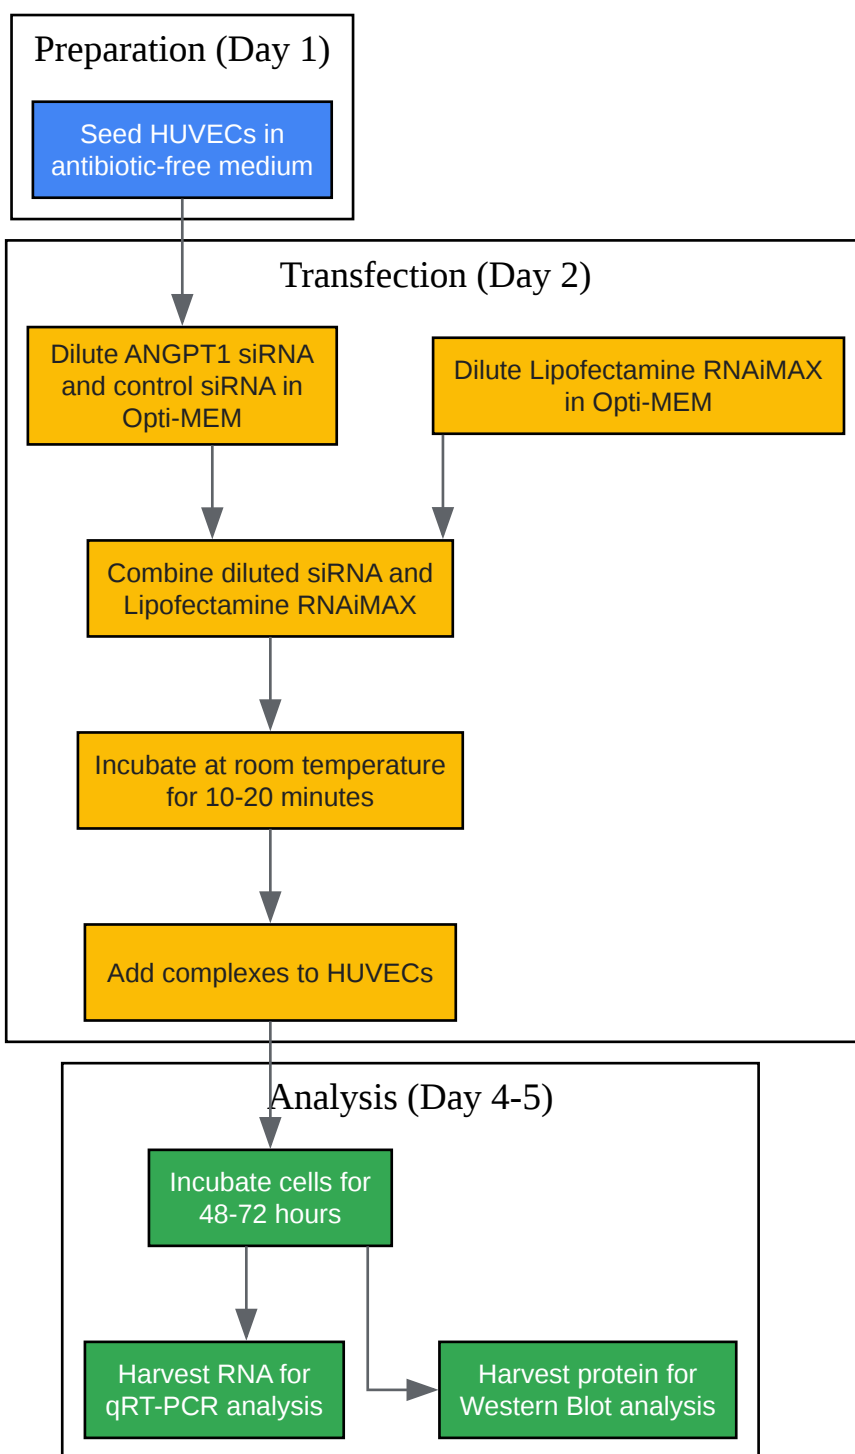 Preparation (Day 1)
Seed HUVECs in
antibiotic-free medium
Transfection (Day 2)
Dilute ANGPT1 siRNA
and control siRNA in
Opti-MEM
Dilute Lipofectamine RNAiMAX
in Opti-MEM
Combine diluted siRNA and
Lipofectamine RNAiMAX
Incubate at room temperature
for 10-20 minutes
Add complexes to HUVECs
Analysis (Day 4-5)
Incubate cells for
48-72 hours
Harvest RNA for
qRT-PCR analysis
Harvest protein for
Western Blot analysis